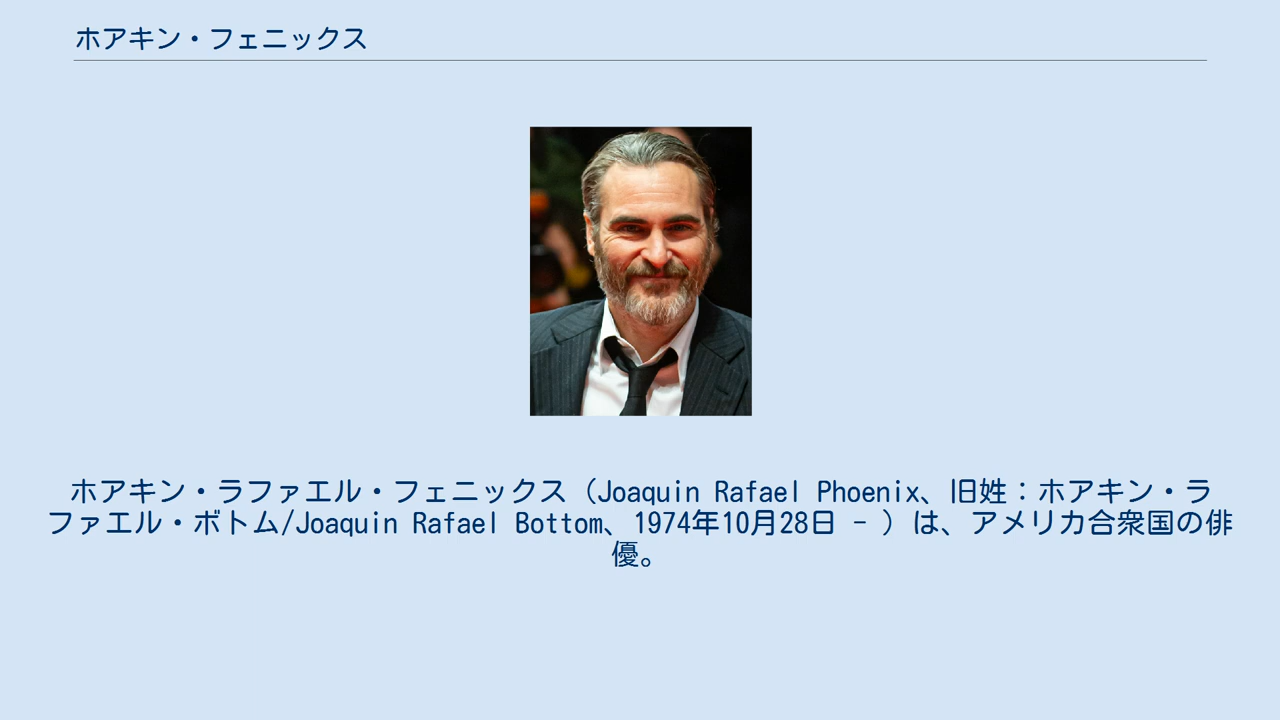 ホアキン・フェニックス
ホアキン・ラファエル・フェニックス（Joaquin Rafael Phoenix、旧姓：ホアキン・ラ
ファエル・ボトム/Joaquin Rafael Bottom、1974年10月28日 - ）は、アメリカ合衆国の俳
優。